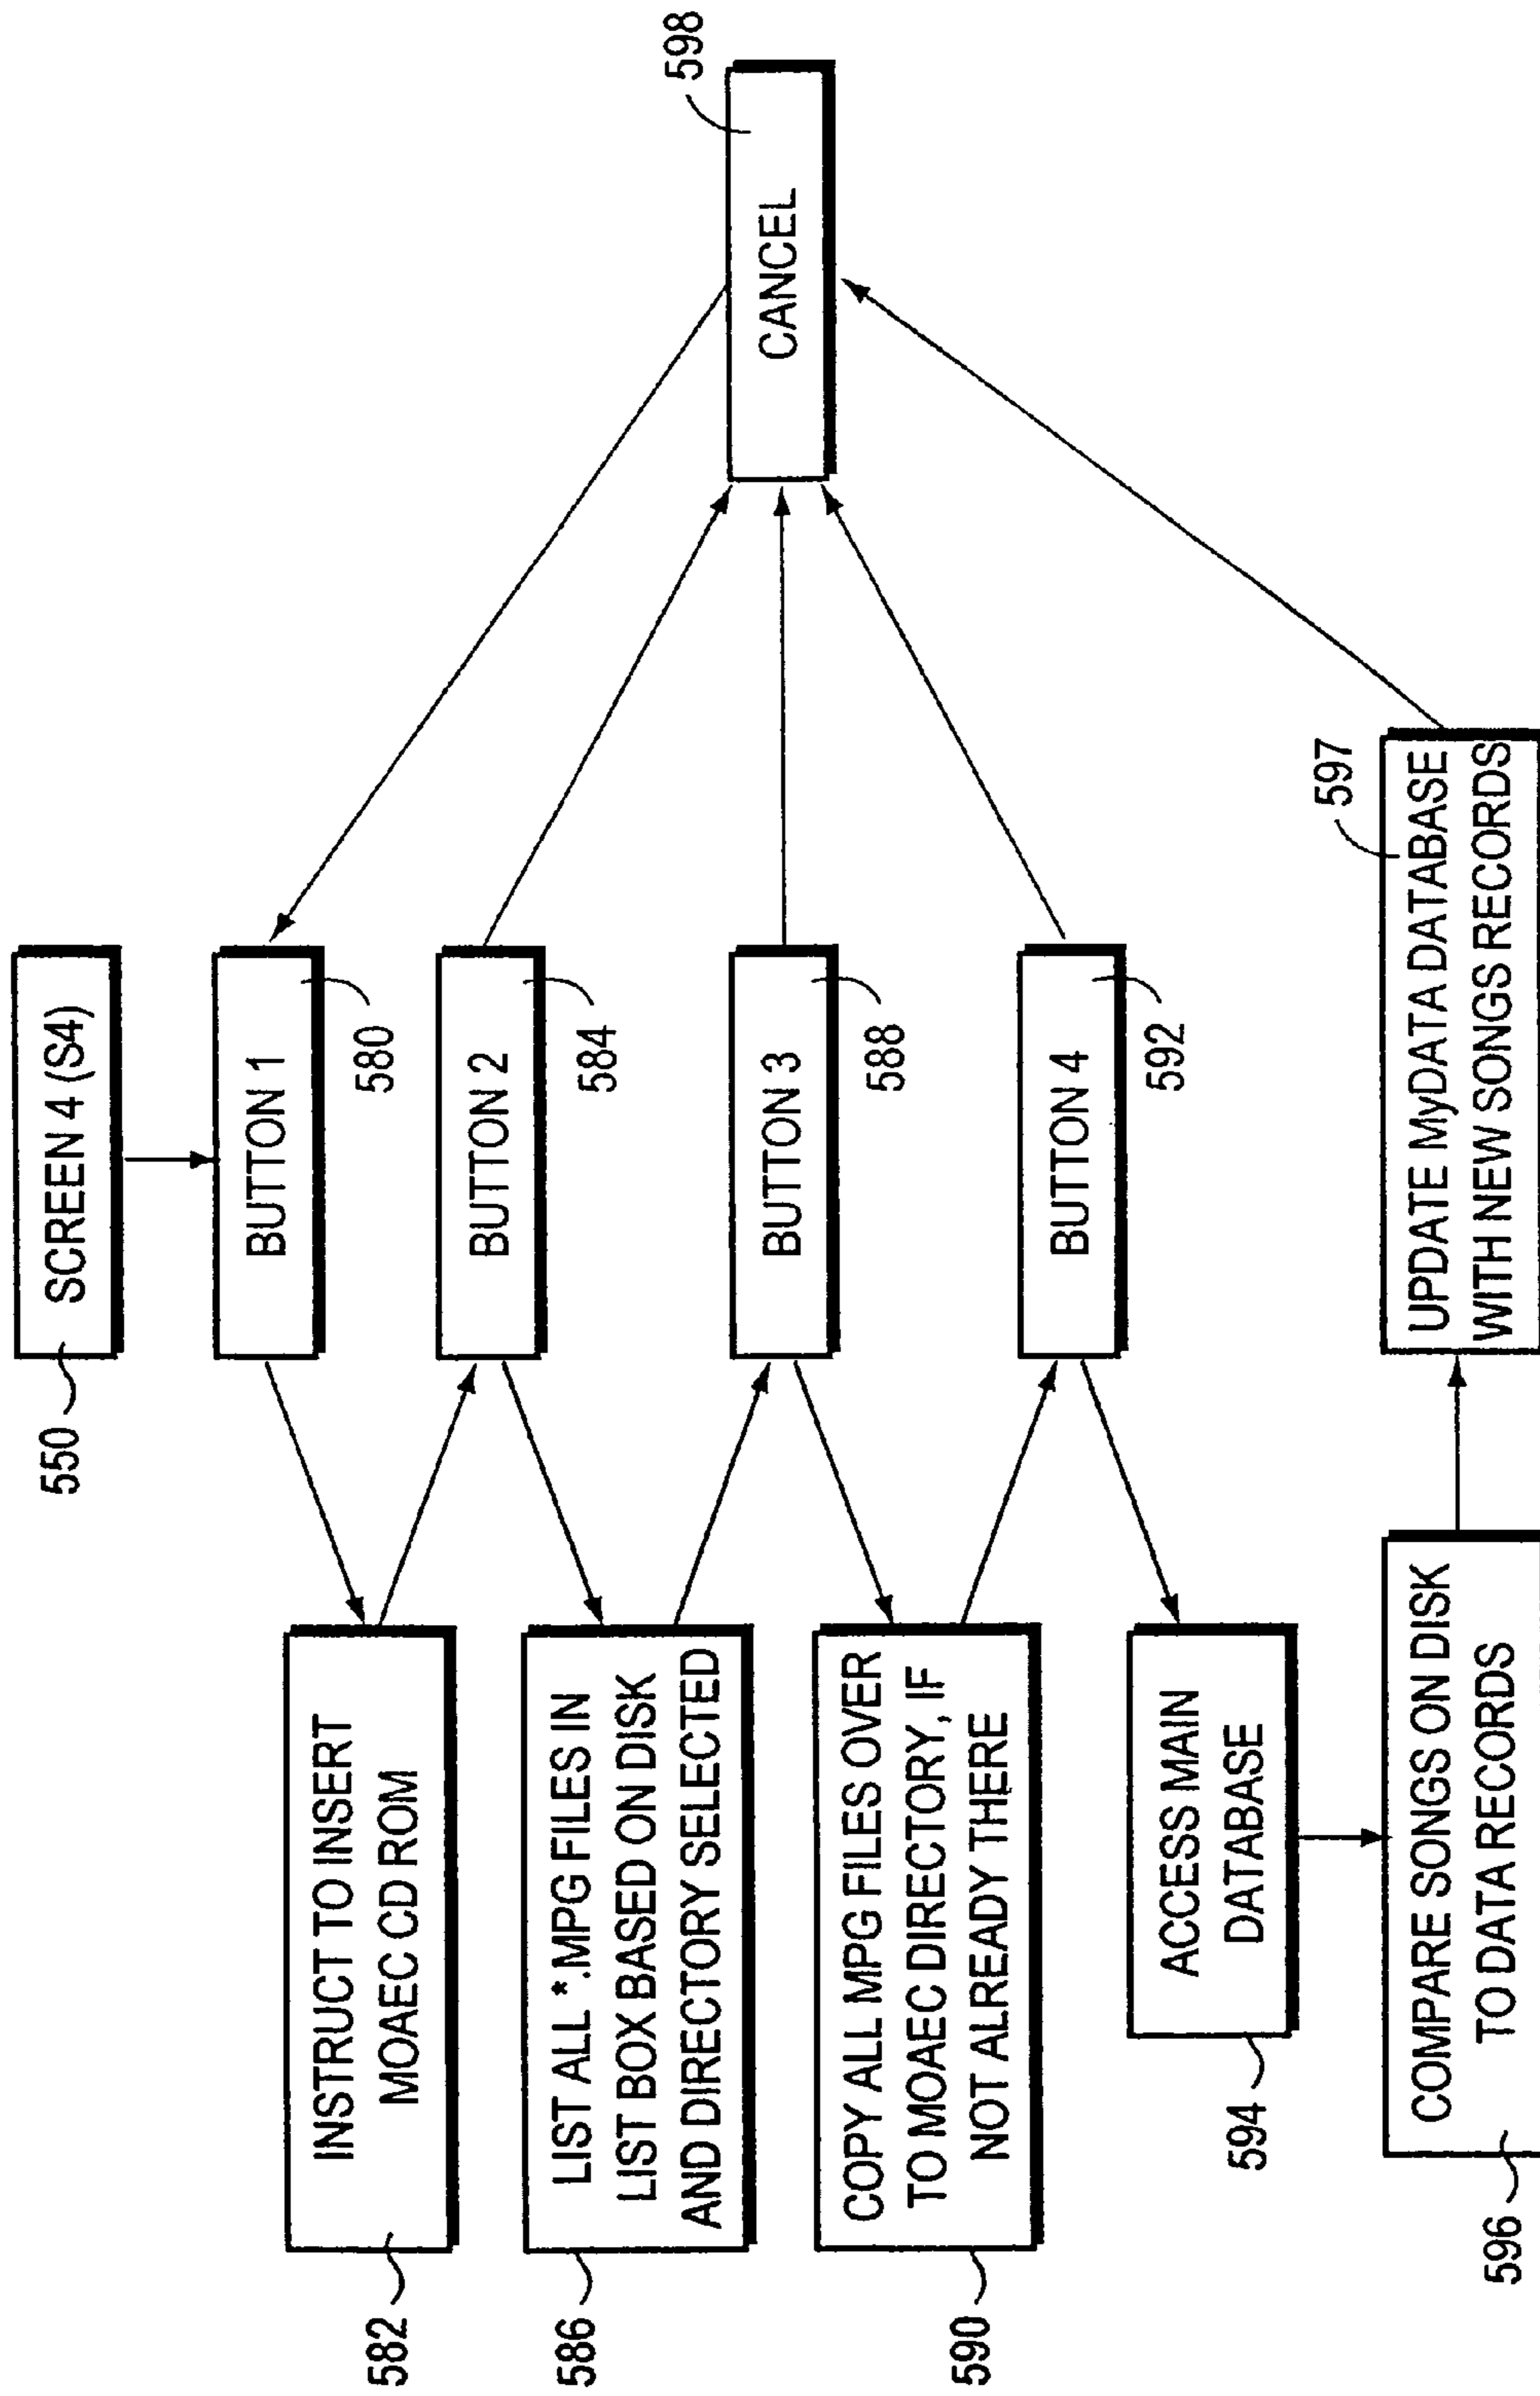 550
SCREEN 4 (S4)
BUTTON 1
580
INSTRUCT TO INSERT
MOAEC CD ROM
582
BUTTON 2
584
LIST ALL *.MPG FILES IN
LIST BOX BASED ON DISK
AND DIRECTORY SELECTED
586
BUTTON 3
588
CANCEL
598
COPY ALL MPG FILES OVER
TO MOAEC DIRECTORY, IF
NOT ALREADY THERE
590
BUTTON 4
592
ACCESS MAIN
DATABASE
594
COMPARE SONGS ON DISK
TO DATA RECORDS
596
UPDATE MyDATA DATABASE
WITH NEW SONGS RECORDS
597